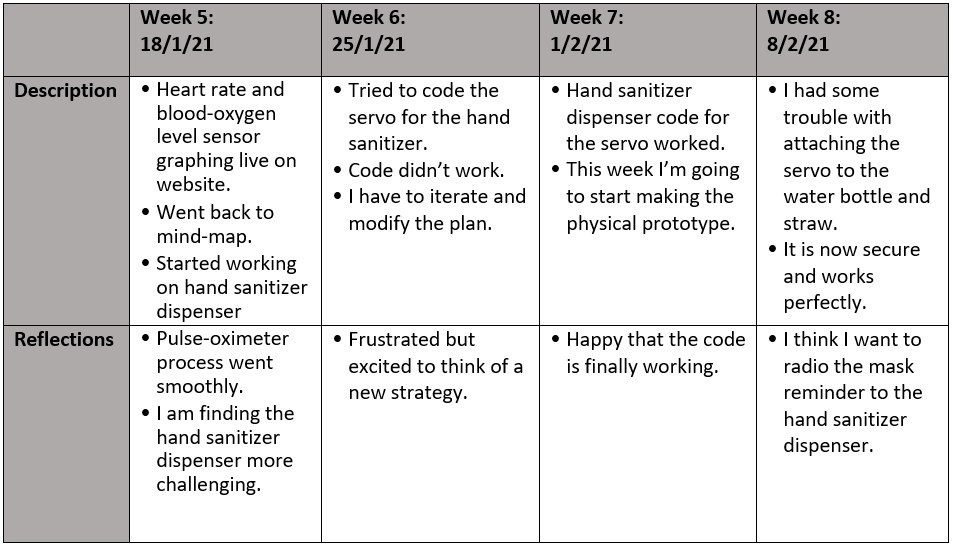 Week 5:
18/1/21
Week 6:
25/1/21
Week 7:
1/2/21
Week 8:
8/2/21
Description
• Heart rate and
blood-oxygen
level sensor
graphing live on
website.
• Went back to
mind-map.
• Started working
on hand sanitizer
dispenser
• Tried to code the
servo for the hand
sanitizer.
• Code didn’t work.
• I have to iterate and
modify the plan.
• Hand sanitizer
dispenser code for
the servo worked.
• This week I’m going
to start making the
physical prototype.
• I had some
trouble with
attaching the
servo to the
water bottle and
straw.
• It is now secure
and works
perfectly.
Reflections
• Pulse-oximeter
process went
smoothly.
• I am finding the
hand sanitizer
dispenser more
challenging.
• Frustrated but
excited to think of a
new strategy.
• Happy that the code
is finally working.
• I think I want to
radio the mask
reminder to the
hand sanitizer
dispenser.